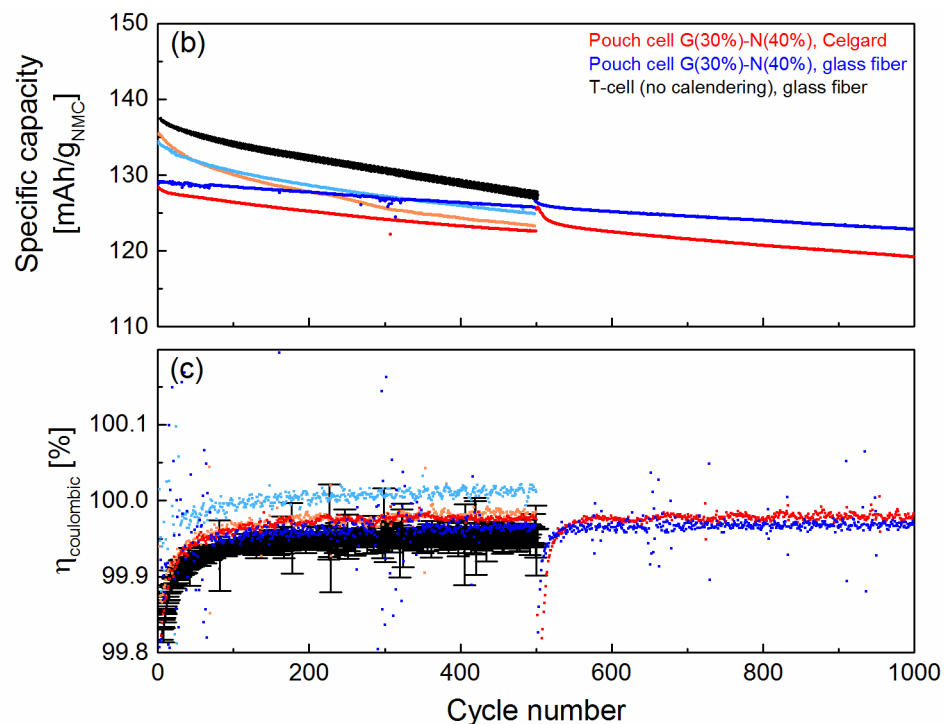 (b)
Pouch cell G(30%)-N(40%), Celgard
Pouch cell G(30%)-N(40%), glass fiber
T-cell (no calendering), glass fiber
Specific capacity
[mAh/gNMC]
150
140
130
120
110
(c)
ηcoulombic [%]
100.1
100.0
99.9
99.8
0
200
400
600
800
1000
Cycle number